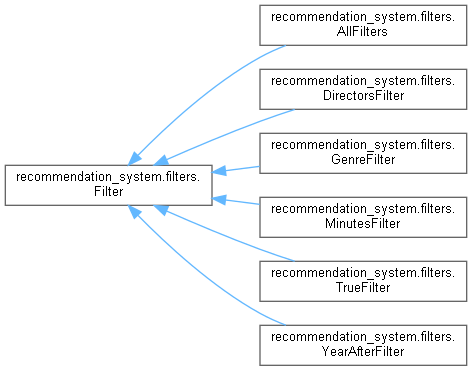 recommendation_system.filters.
AllFilters
recommendation_system.filters.
DirectorsFilter
recommendation_system.filters.
GenreFilter
recommendation_system.filters.
Filter
recommendation_system.filters.
MinutesFilter
recommendation_system.filters.
TrueFilter
recommendation_system.filters.
YearAfterFilter